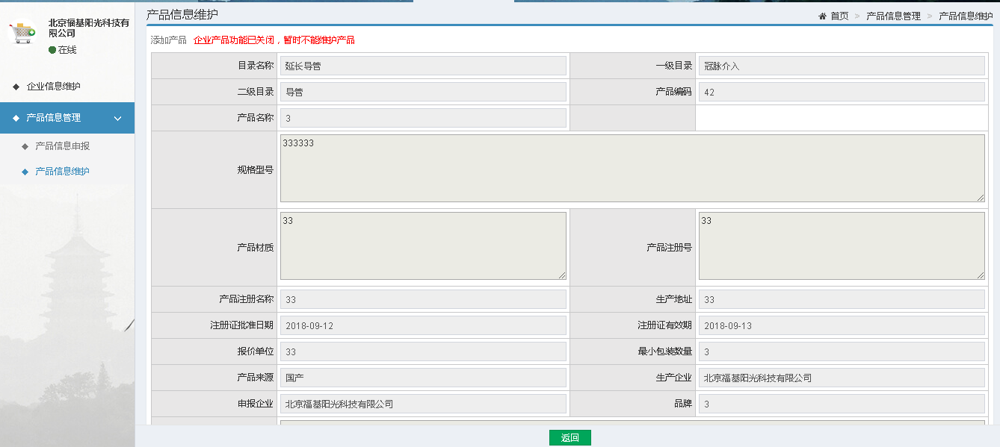 北京福基阳光科技有
限公司
在线
企业信息维护
产品信息管理
产品信息申报
产品信息维护
产品信息维护
首页 > 产品信息管理 > 产品信息维护
添加产品 企业产品功能已关闭，暂时不能维护产品
目录名称 延长导管 一级目录 冠脉介入
二级目录 导管 产品编码 42
产品名称 3
规格型号 333333
产品材质 33 产品注册号 33
产品注册名称 33 生产地址 33
注册证批准日期 2018-09-12 注册证有效期 2018-09-13
报价单位 33 最小包装数量 3
产品来源 国产 生产企业 北京福基阳光科技有限公司
申报企业 北京福基阳光科技有限公司 品牌 3
返回